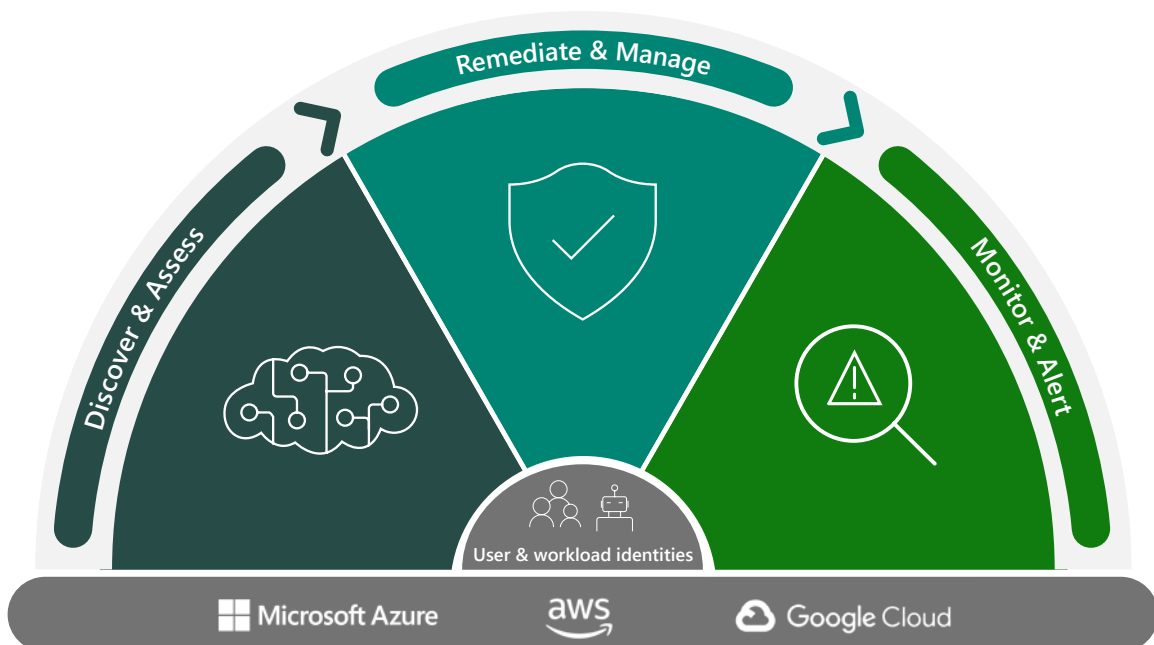 Remediate & Manage
Discover & Assess
Monitor & Alert
User & workload identities
Microsoft Azure
aws
Google Cloud